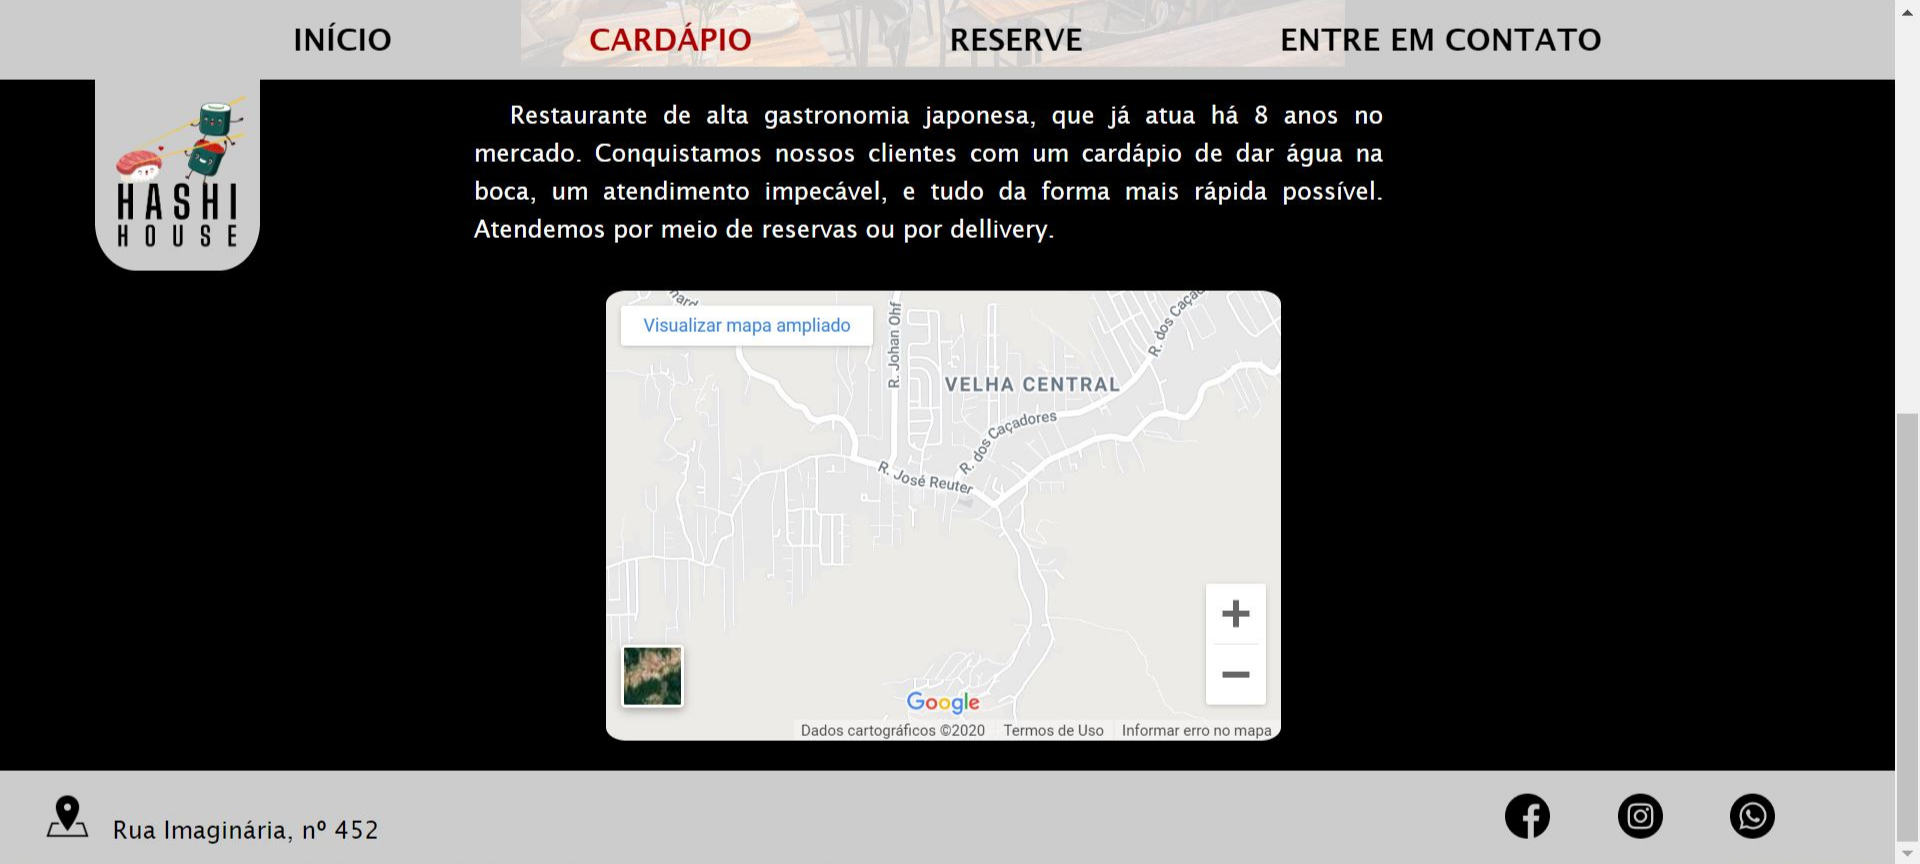 INÍCIO CARDÁPIO RESERVE ENTRE EM CONTATO
HASHI
HOUSE
Restaurante de alta gastronomia japonesa, que já atua há 8 anos no
mercado. Conquistamos nossos clientes com um cardápio de dar água na
boca, um atendimento impecável, e tudo da forma mais rápida possível.
Atendemos por meio de reservas ou por dellivery.
Visualizar mapa ampliado
R. Johan Ohf
R. dos Caçado
VELHA CENTRAL
R. dos Caçadores
R. José Reuter
Google
Dados cartográficos ©2020 Termos de Uso Informar erro no mapa
Rua Imaginária, nº 452